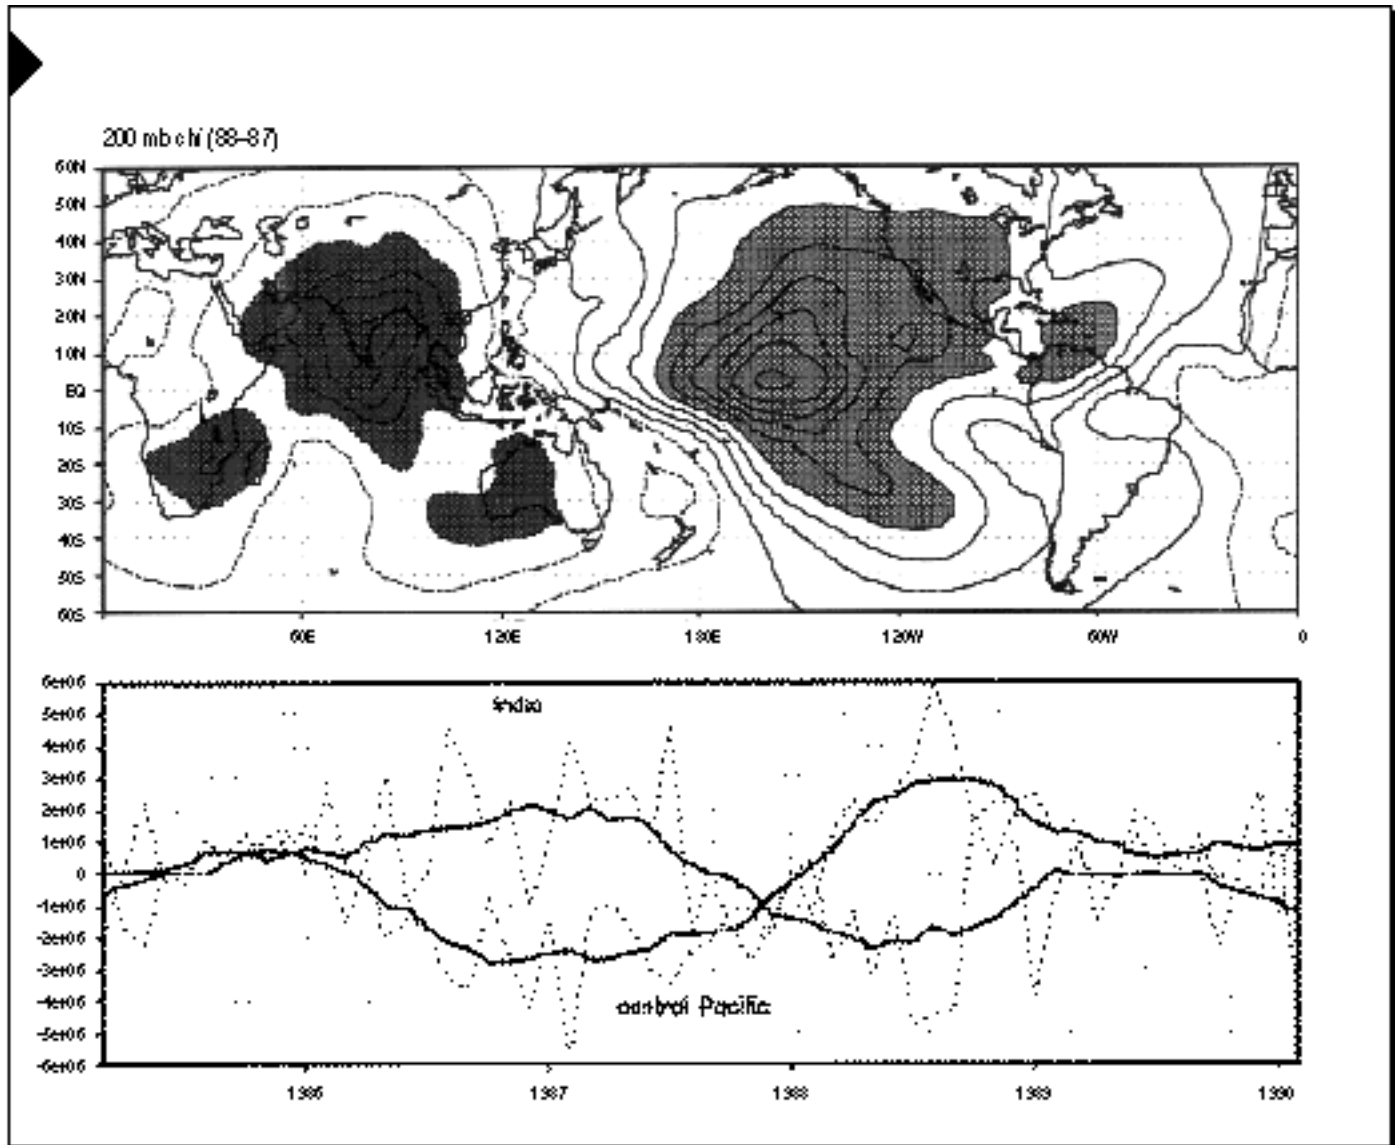 200 mb chi (88–87)
60N
50N
40N
30N
20N
10N
EQ
10S
20S
30S
40S
50S
60S
60E
120E
180E
120W
60W
0
6e+06
5e+06
4e+06
3e+06
2e+06
1e+06
0
-1e+06
-2e+06
-3e+06
-4e+06
-5e+06
-6e+06
India
central Pacific
1986
1987
1988
1989
1990